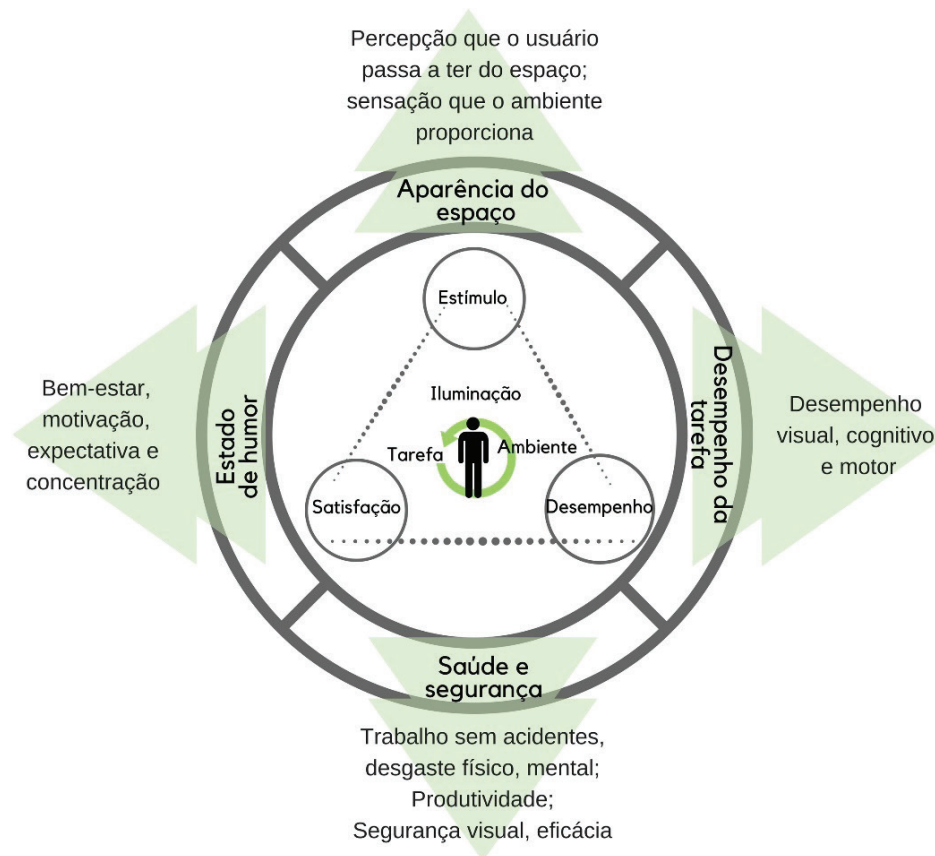 Percepção que o usuário
passa a ter do espaço;
sensação que o ambiente
proporciona
Aparência do
espaço
Estímulo
Iluminação
Tarefa
Ambiente
Satisfação
Desempenho
Bem-estar,
motivação,
expectativa e
concentração
Estado
de humor
Desempenho da
tarefa
Desempenho
visual, cognitivo
e motor
Saúde e
segurança
Trabalho sem acidentes,
desgaste físico, mental;
Produtividade;
Segurança visual, eficácia